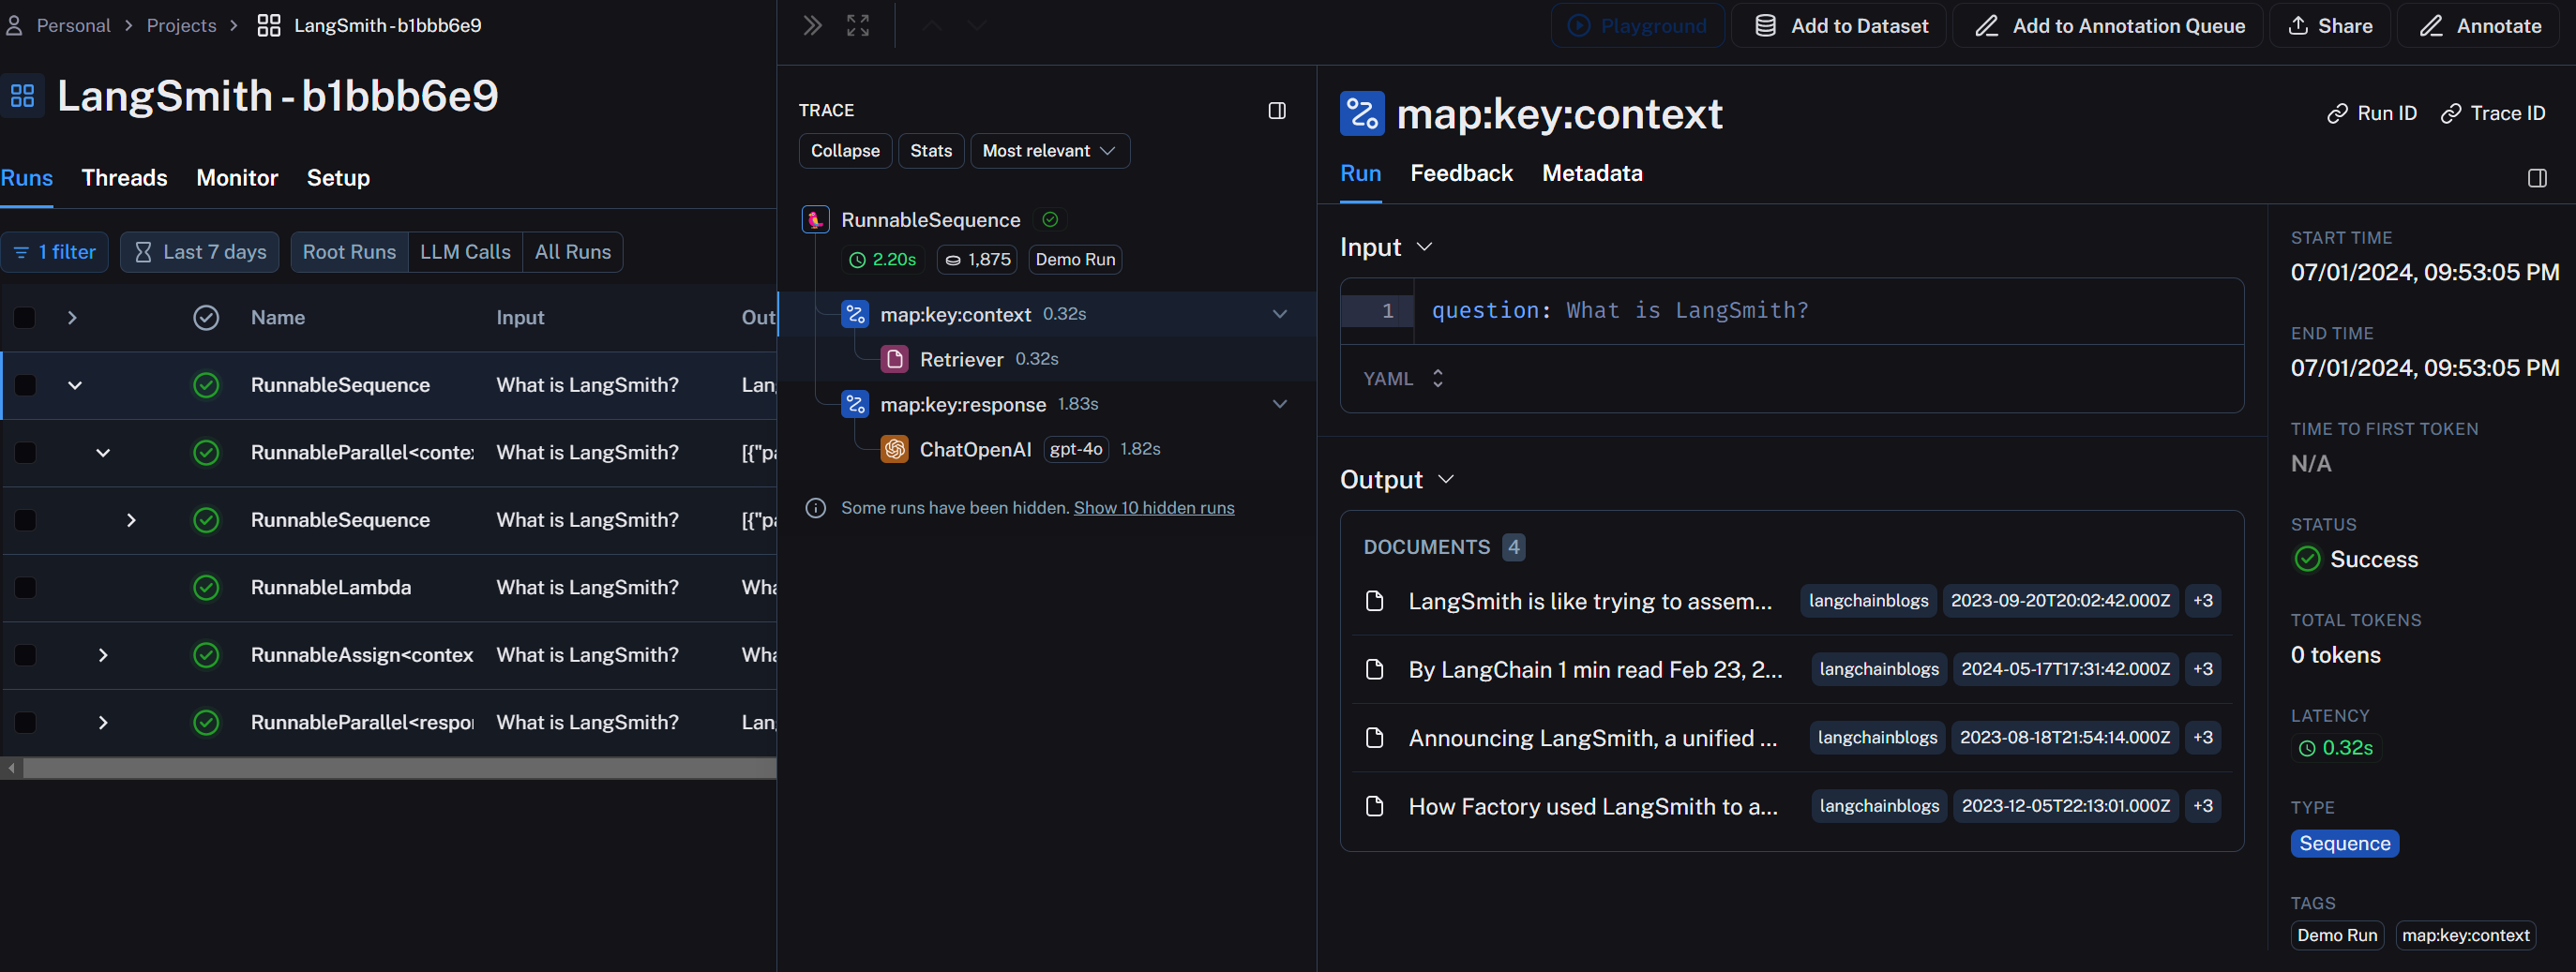 Personal > Projects > LangSmith - b1bbb6e9
LangSmith - b1bbb6e9
Runs Threads Monitor Setup
1 filter Last 7 days Root Runs LLM Calls All Runs
Name Input Out
RunnableSequence What is LangSmith? Lan
RunnableParallel<conte What is LangSmith? [{"pa
RunnableSequence What is LangSmith? [{"pa
RunnableLambda What is LangSmith? Wha
RunnableAssign<contex What is LangSmith? Wha
RunnableParallel<respo What is LangSmith? Lan
Playground Add to Dataset Add to Annotation Queue Share Annotate
TRACE
Collapse Stats Most relevant
RunnableSequence
2.20s 1,875 Demo Run
map:key:context 0.32s
Retriever 0.32s
map:key:response 1.83s
ChatOpenAI gpt-4o 1.82s
Some runs have been hidden. Show 10 hidden runs
map:key:context
Run ID Trace ID
Run Feedback Metadata
Input
1 question: What is LangSmith?
YAML
Output
DOCUMENTS 4
LangSmith is like trying to assem... langchainblogs 2023-09-20T20:02:42.000Z +3
By LangChain 1 min read Feb 23, 2... langchainblogs 2024-05-17T17:31:42.000Z +3
Announcing LangSmith, a unified ... langchainblogs 2023-08-18T21:54:14.000Z +3
How Factory used LangSmith to a... langchainblogs 2023-12-05T22:13:01.000Z +3
START TIME
07/01/2024, 09:53:05 PM
END TIME
07/01/2024, 09:53:05 PM
TIME TO FIRST TOKEN
N/A
STATUS
Success
TOTAL TOKENS
0 tokens
LATENCY
0.32s
TYPE
Sequence
TAGS
Demo Run map:key:context